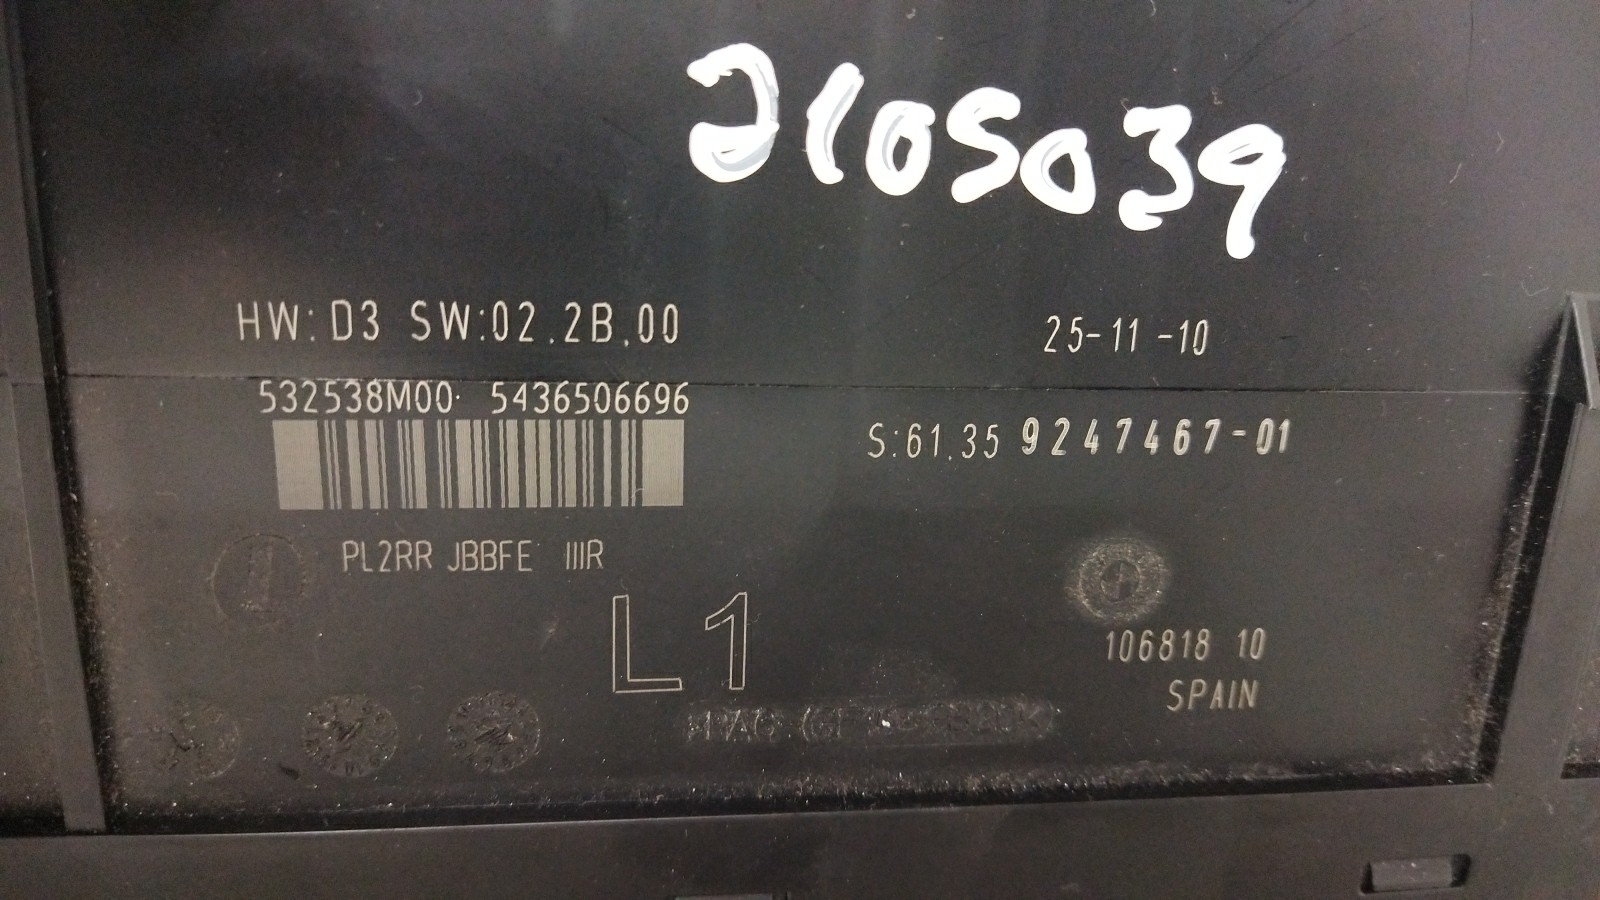 2105039
HW: D3 SW:02.2B.00
25-11-10
532538M00· 5436506696
S:61.35 9247467-01
PL2RR JBBFE IIIR
L1
106818 10
SPAIN